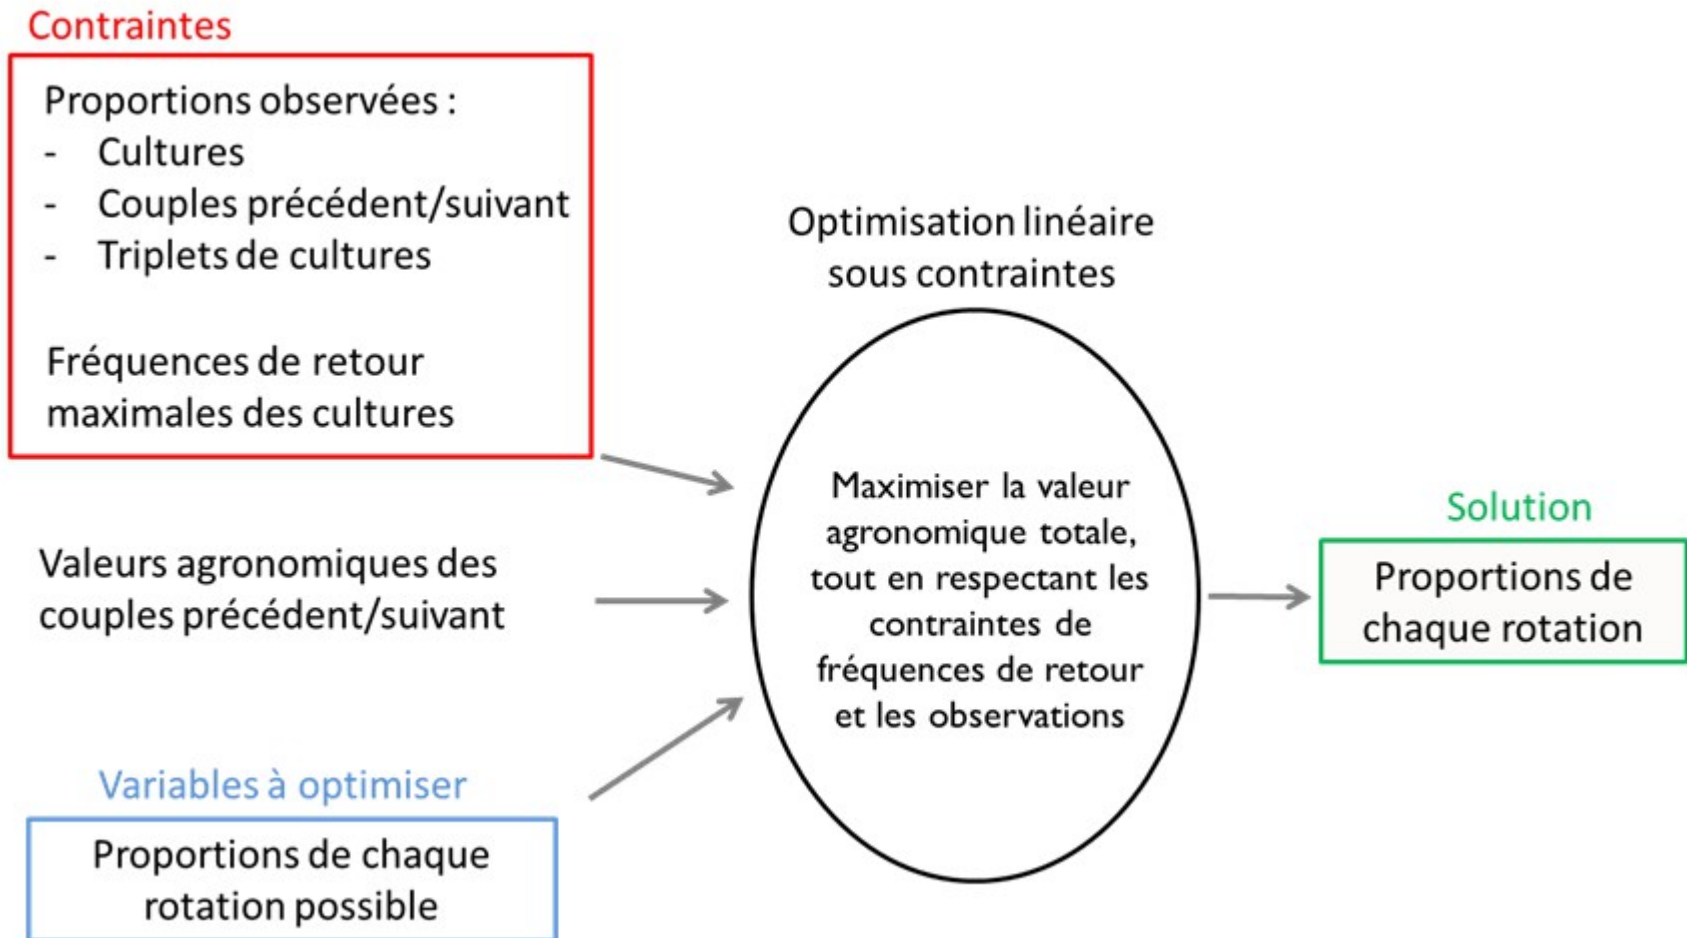 Contraintes
Proportions observées :
- Cultures
- Couples précédent/suivant
- Triplets de cultures
Fréquences de retour
maximales des cultures
Valeurs agronomiques des
couples précédent/suivant
Variables à optimiser
Proportions de chaque
rotation possible
Optimisation linéaire
sous contraintes
Maximiser la valeur
agronomique totale,
tout en respectant les
contraintes de
fréquences de retour
et les observations
Solution
Proportions de
chaque rotation